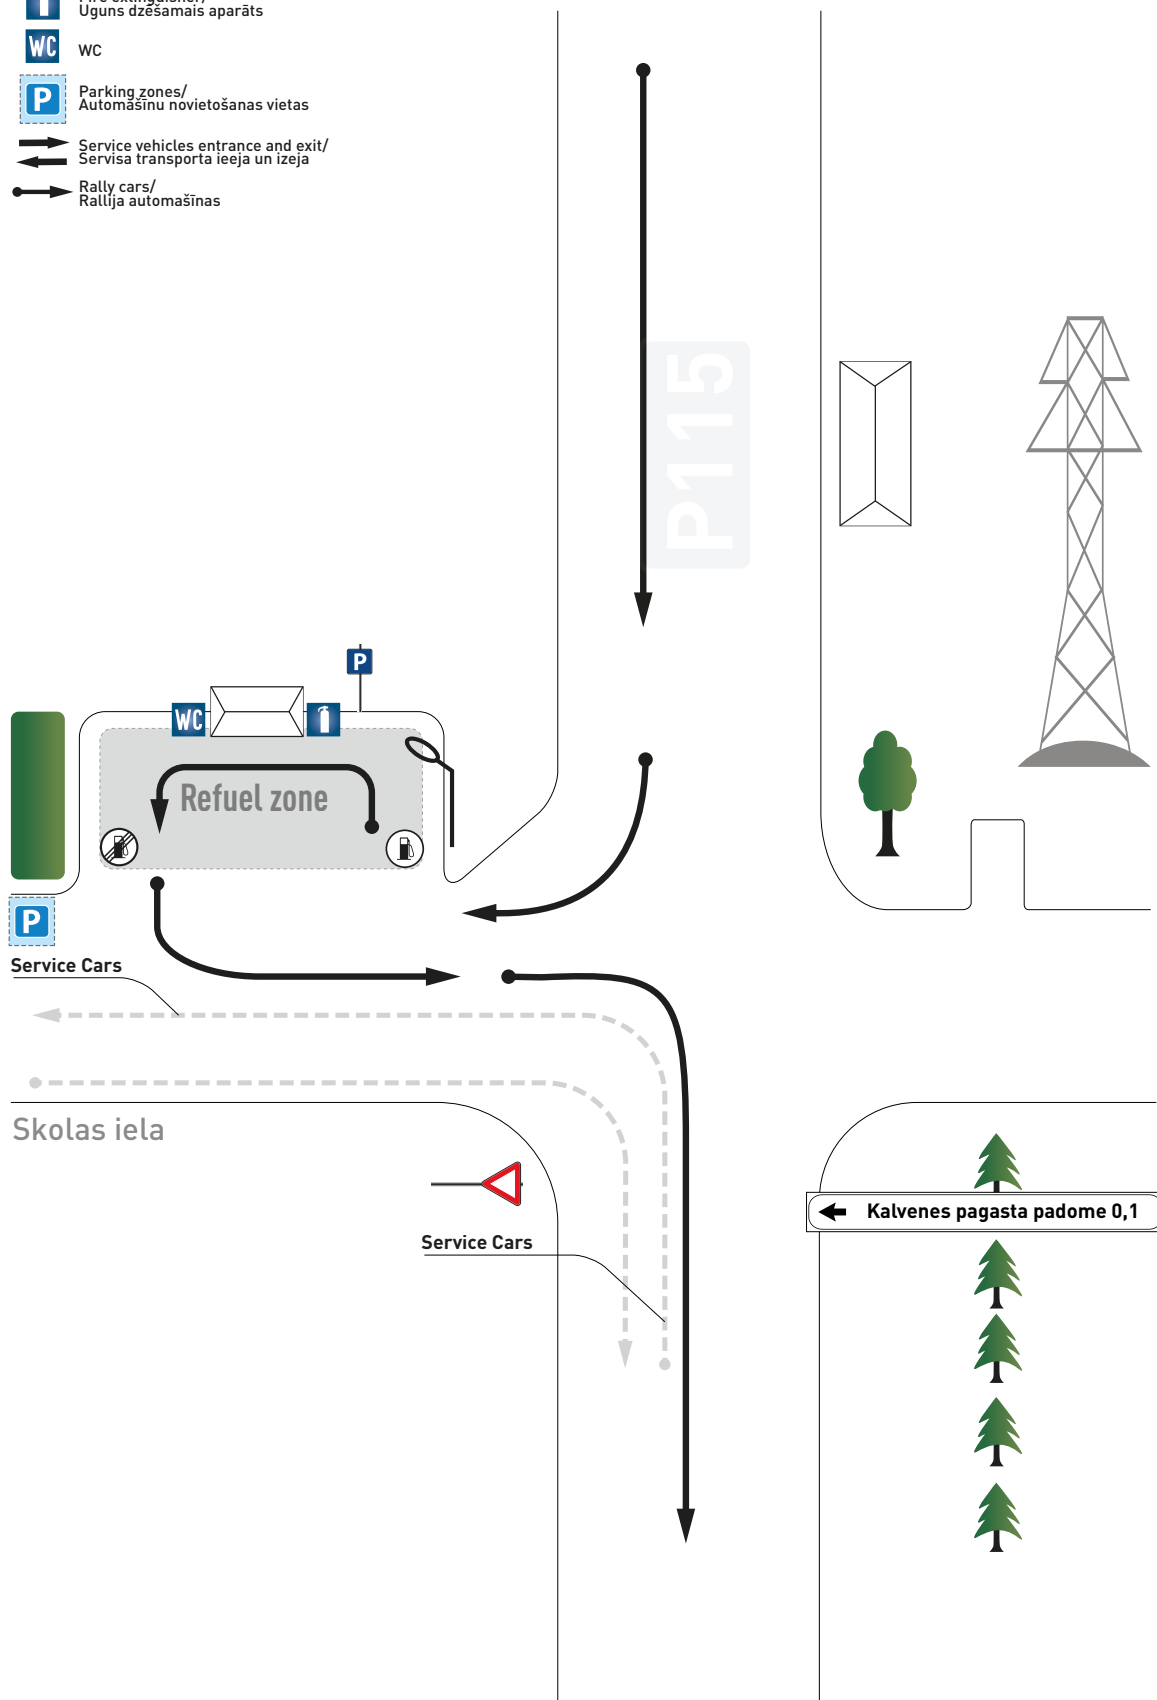 Uguns dzēšamais aparāts
WC
WC
P
Parking zones/
Automašīnu novietošanas vietas
Service vehicles entrance and exit/
Servisa transporta ieeja un izeja
Rally cars/
Rallija automašīnas
P115
P
WC
Refuel zone
P
Service Cars
Skolas iela
Kalvenes pagasta padome 0,1
Service Cars